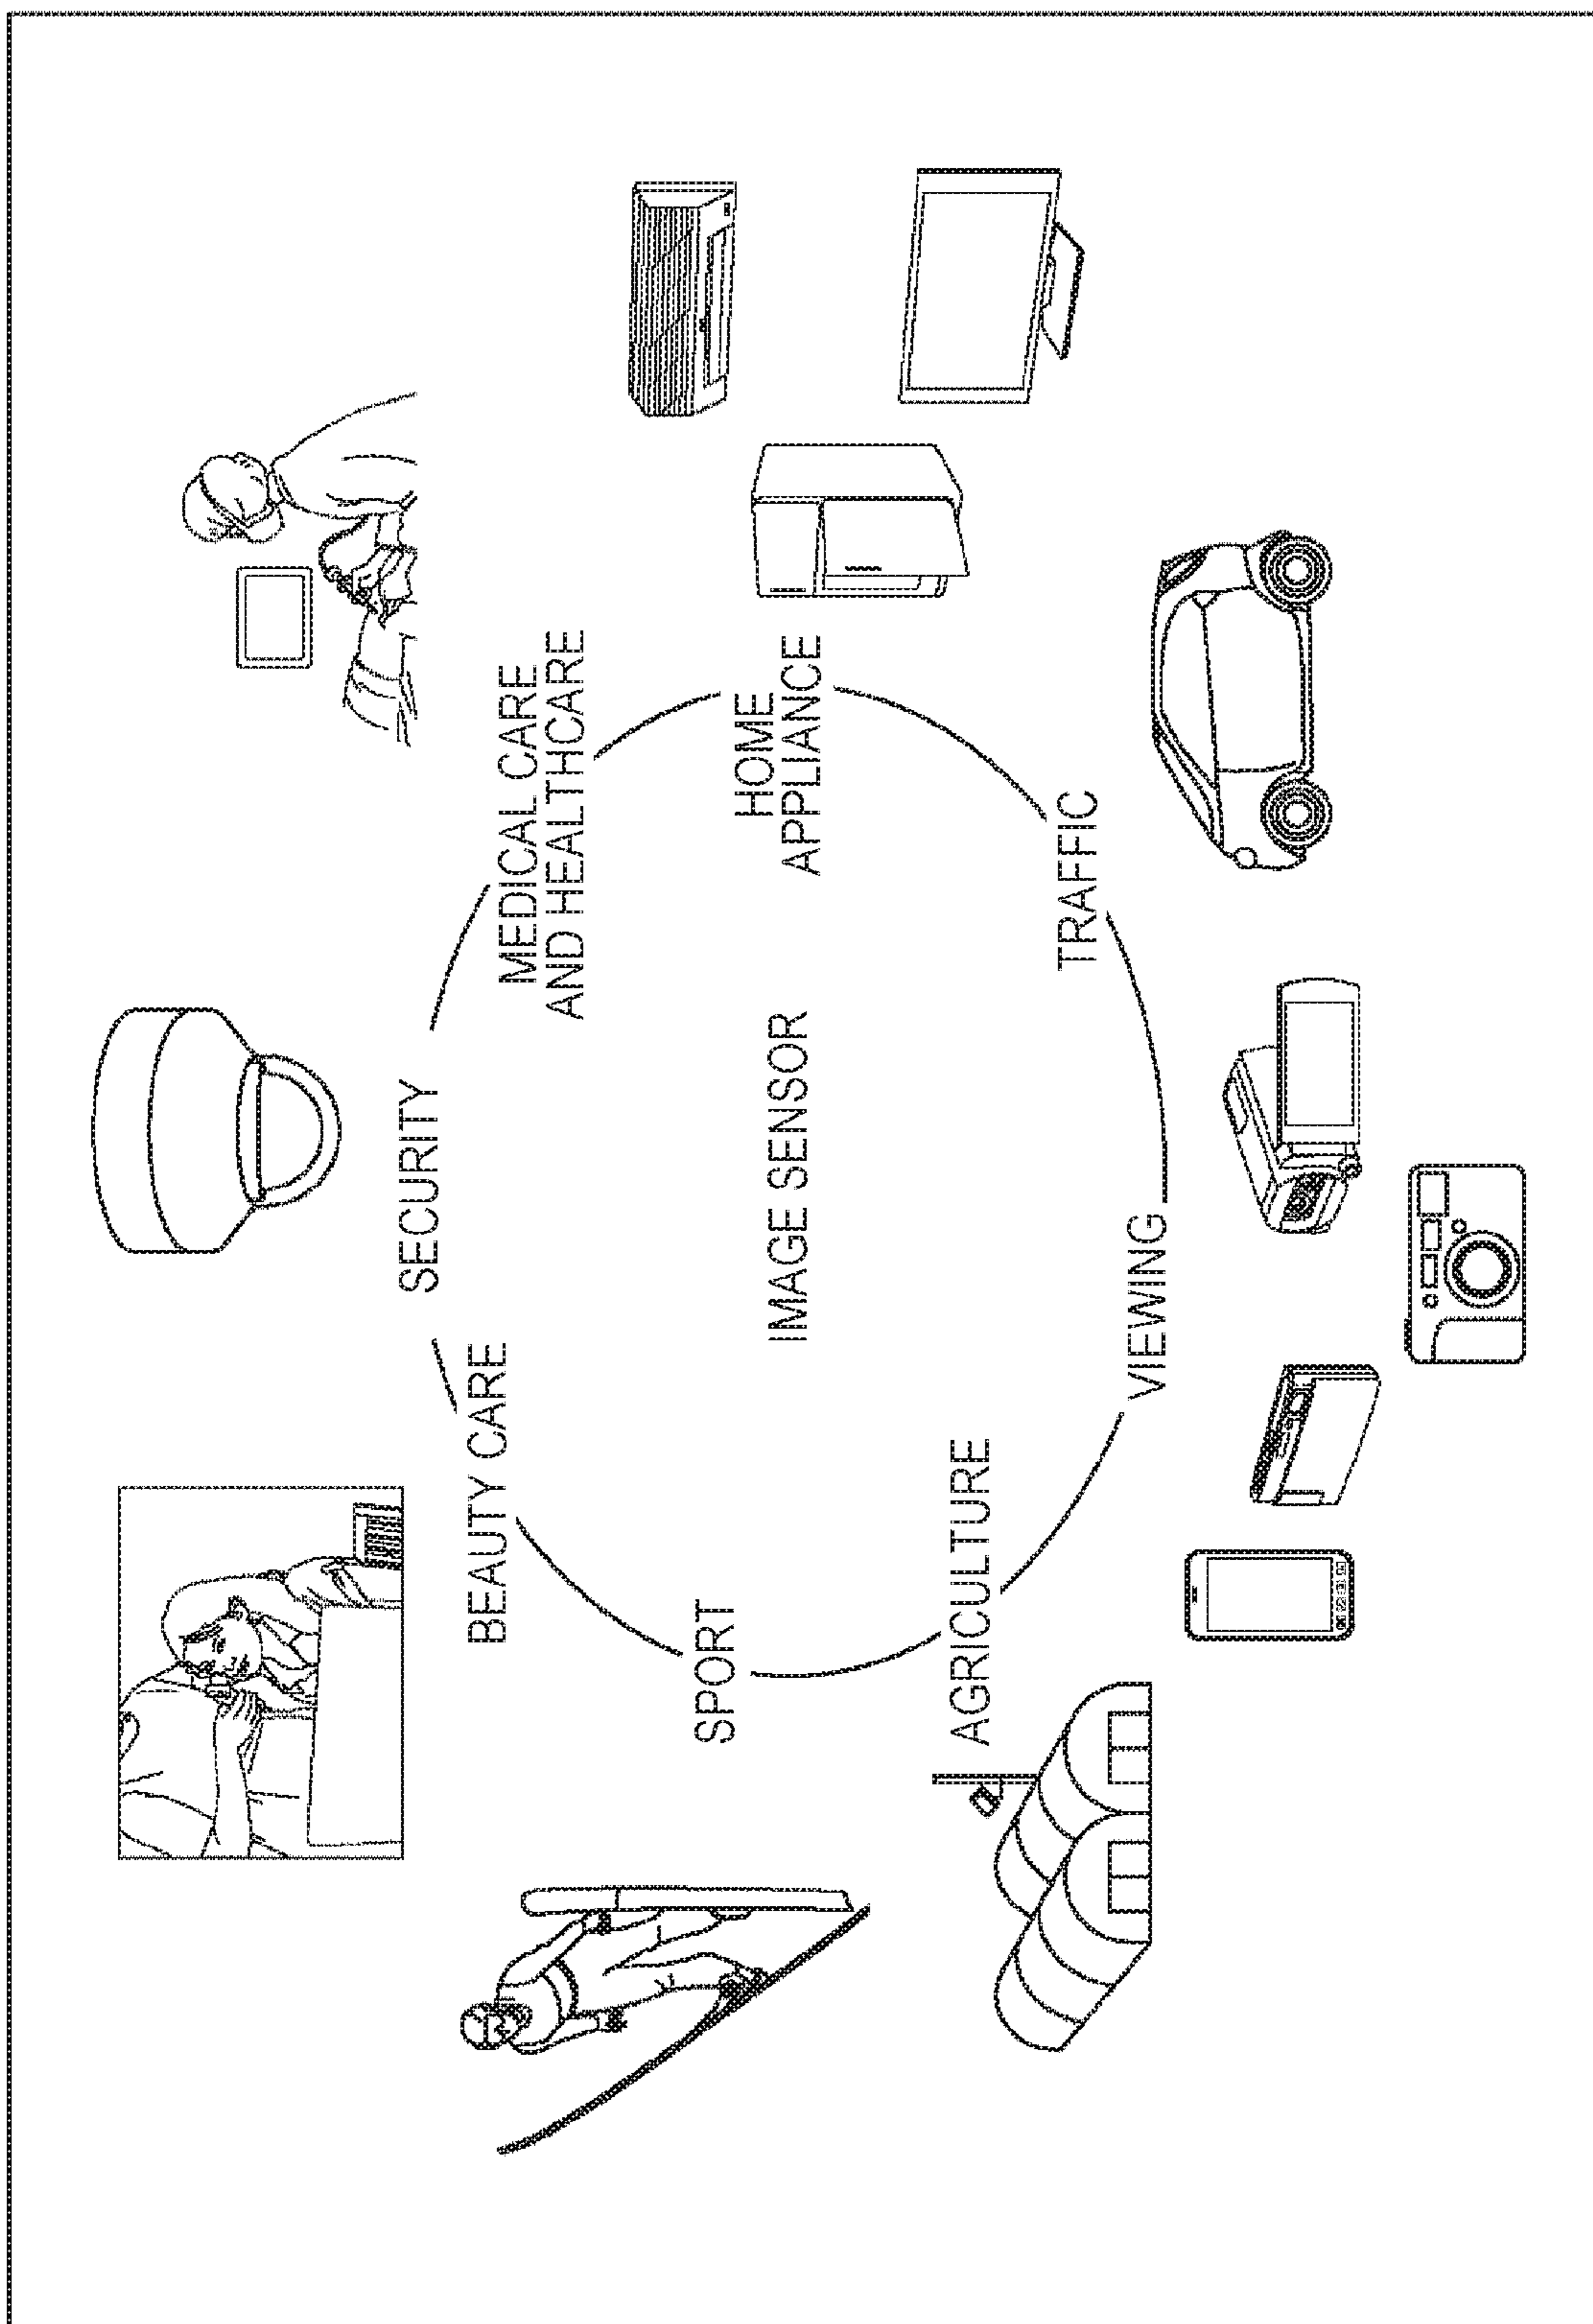 SECURITY
BEAUTY CARE
MEDICAL CARE
AND HEALTHCARE
SPORT
IMAGE SENSOR
HOME
APPLIANCE
AGRICULTURE
TRAFFIC
VIEWING